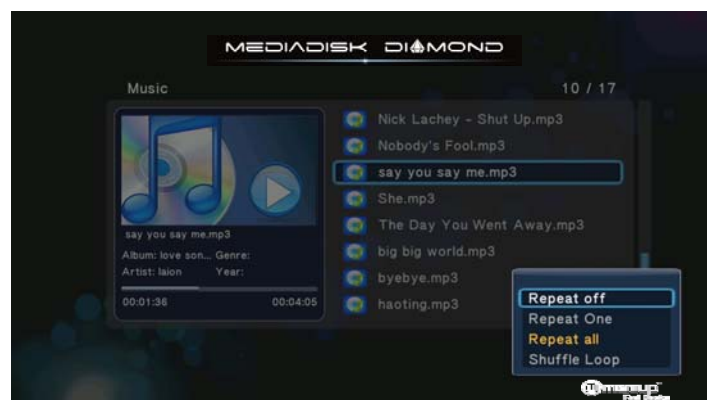 MEDIADISK DIAMOND
Music
10 / 17
Nick Lachey - Shut Up.mp3
Nobody's Fool.mp3
say you say me.mp3
She.mp3
The Day You Went Away.mp3
big big world.mp3
byebye.mp3
haoting.mp3
say you say me.mp3
Album: love son... Genre:
Artist: laion Year:
00:01:36 00:04:05
Repeat off
Repeat One
Repeat all
Shuffle Loop